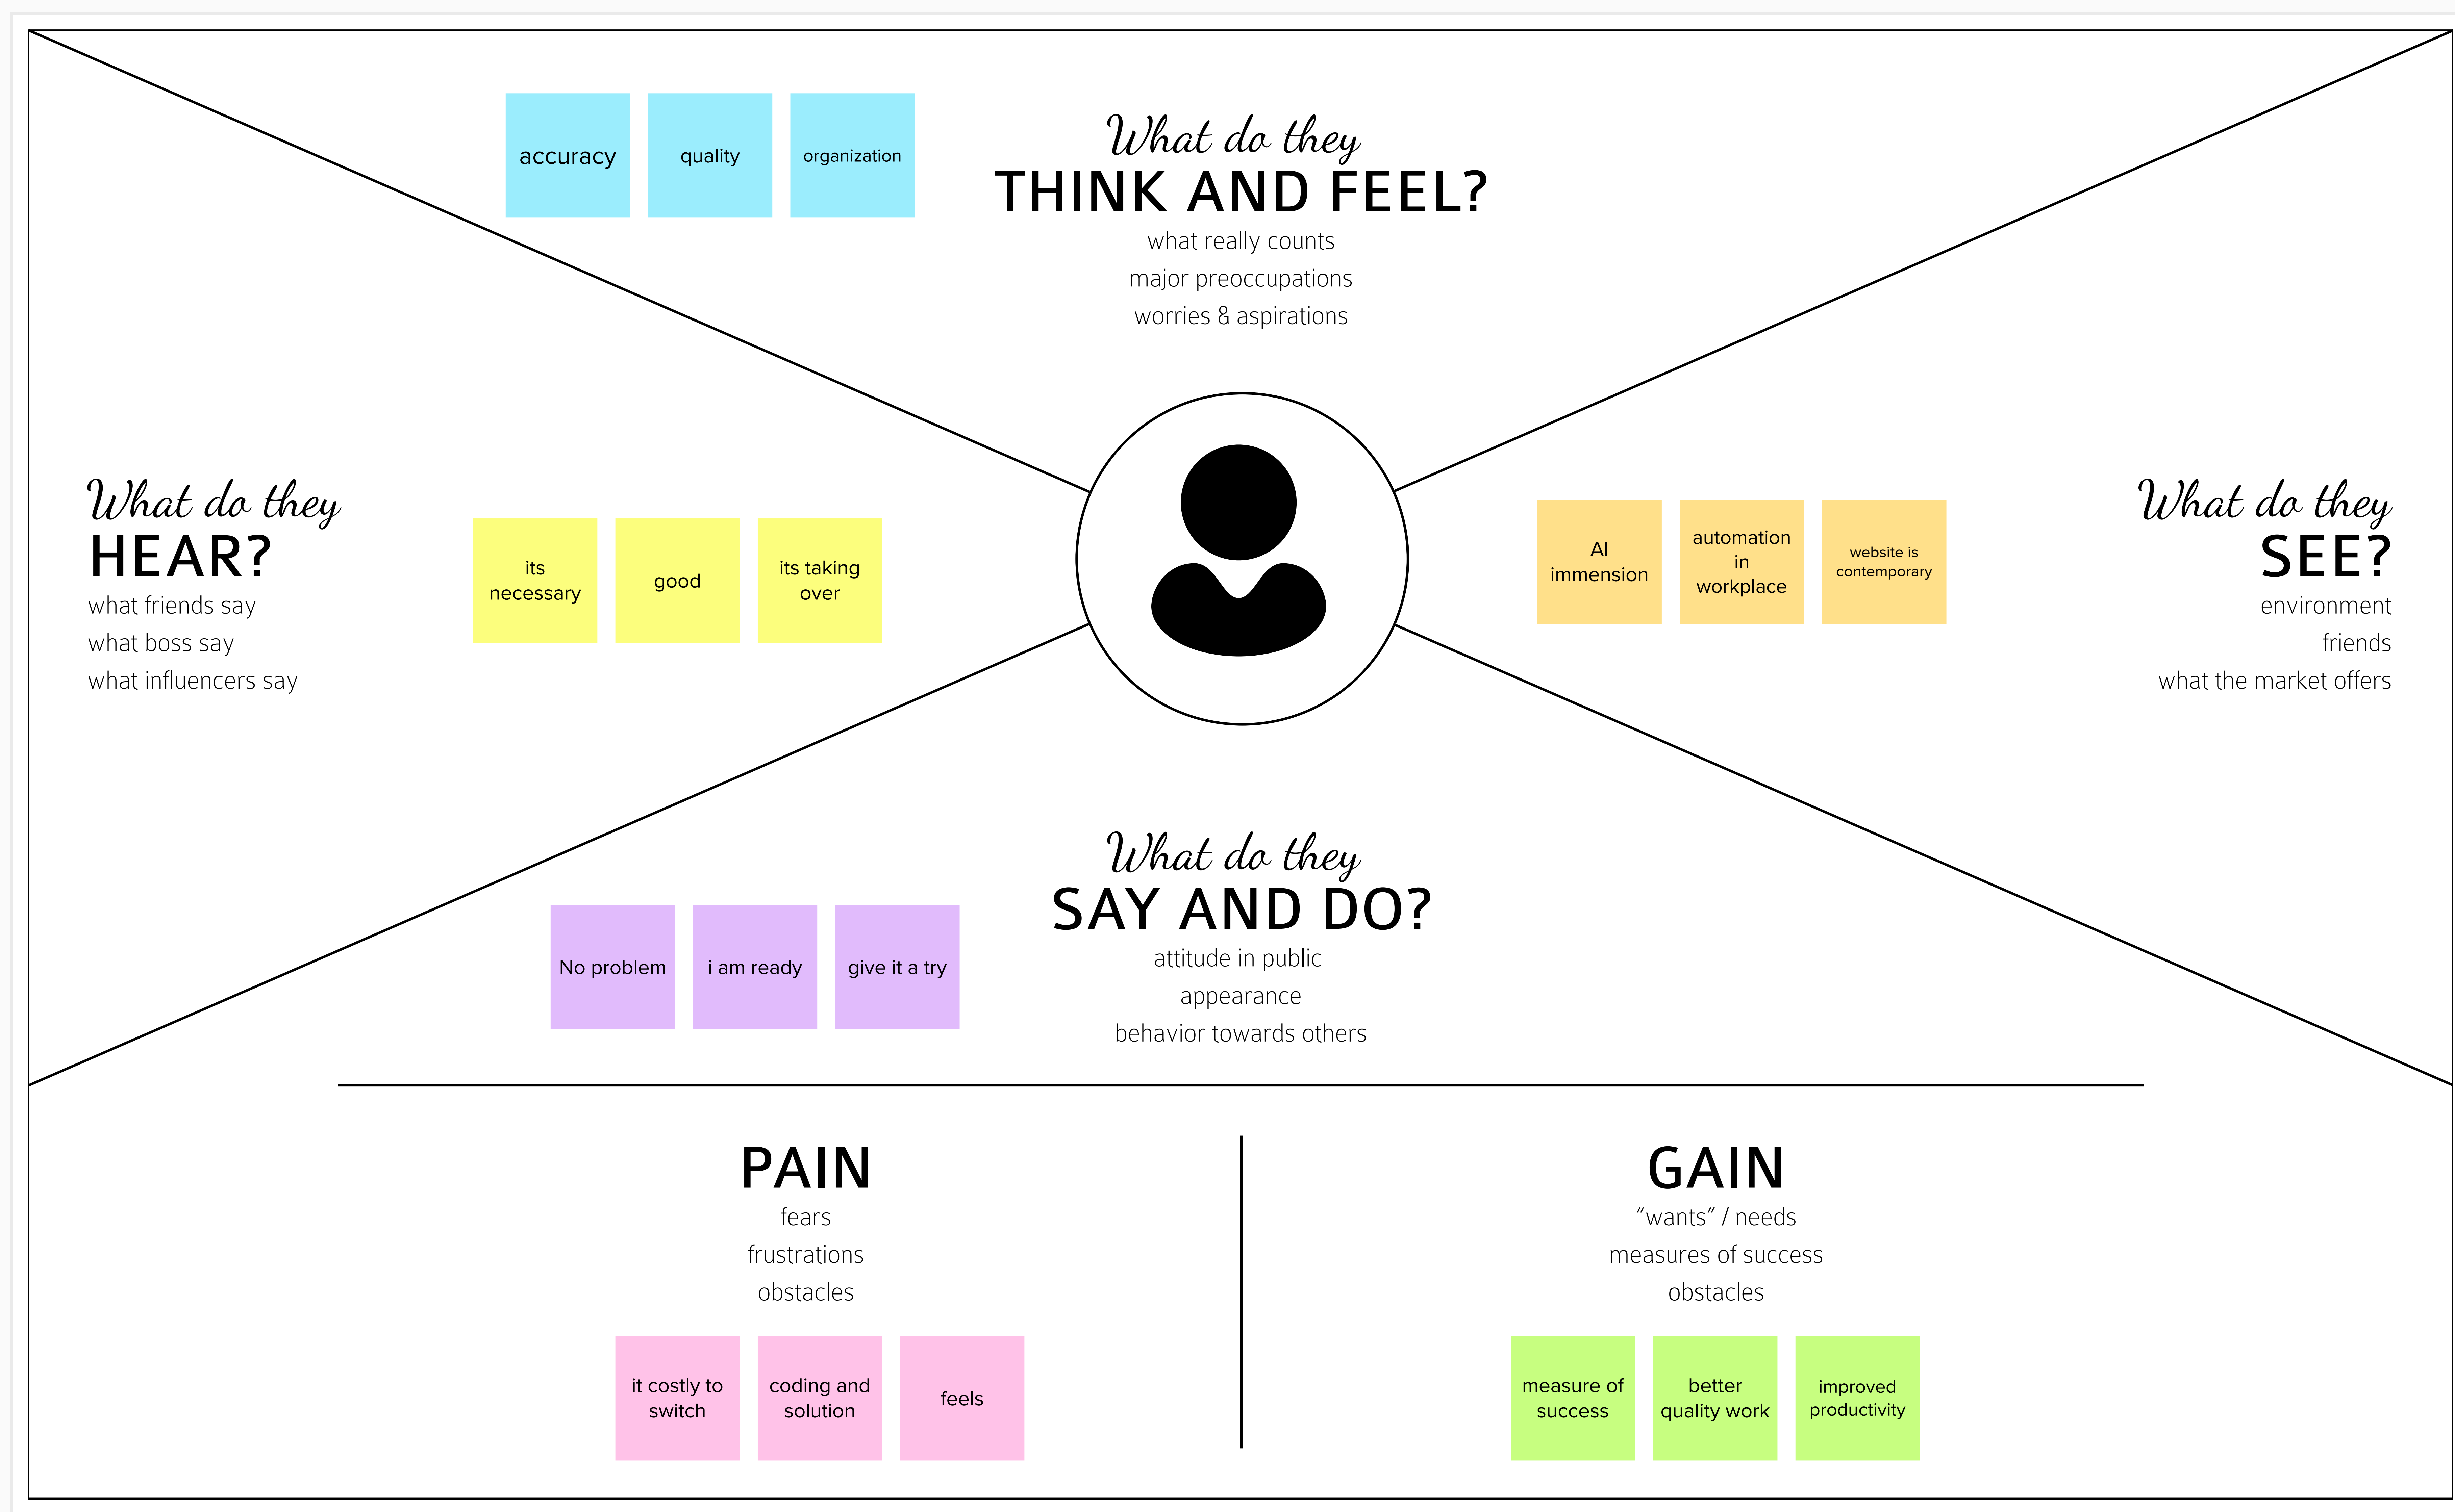 accuracy
quality
organization
What do they
THINK AND FEEL?
what really counts
major preoccupations
worries & aspirations
What do they
HEAR?
what friends say
what boss say
what influencers say
its
necessary
good
its taking
over
AI
immension
automation
in
workplace
website is
contemporary
What do they
SEE?
environment
friends
what the market offers
What do they
SAY AND DO?
attitude in public
appearance
behavior towards others
No problem
i am ready
give it a try
PAIN
fears
frustrations
obstacles
it costly to
switch
coding and
solution
feels
GAIN
“wants” / needs
measures of success
obstacles
measure of
success
better
quality work
improved
productivity